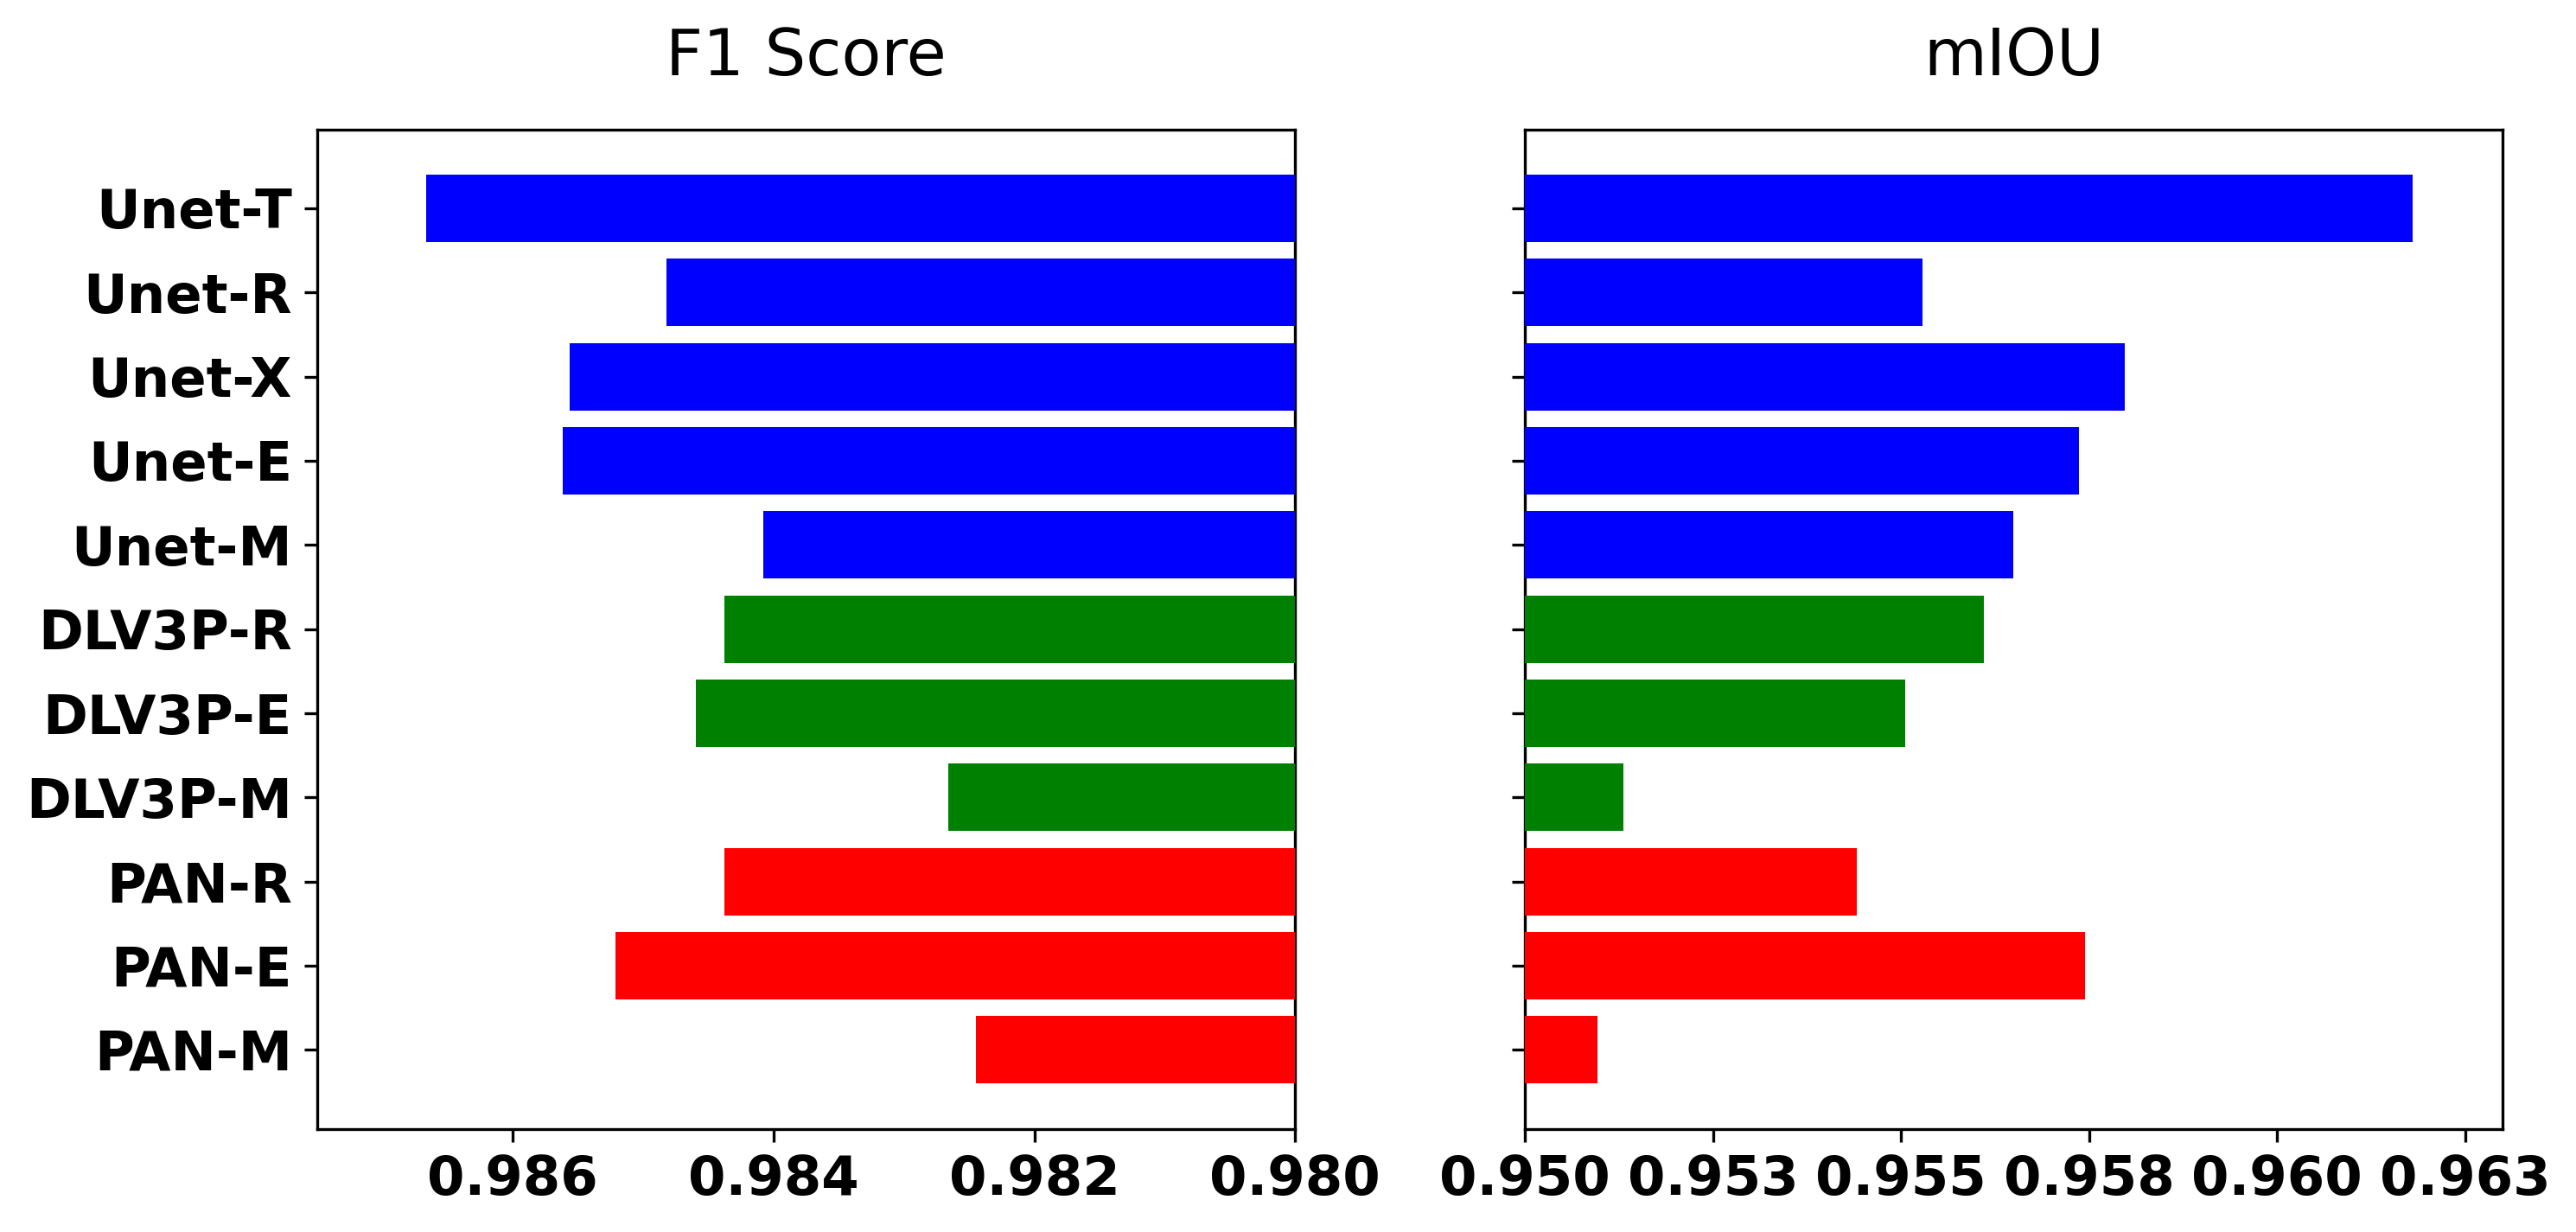 F1 Score
mIOU
Unet-T
Unet-R
Unet-X
Unet-E
Unet-M
DLV3P-R
DLV3P-E
DLV3P-M
PAN-R
PAN-E
PAN-M
0.986 0.984 0.982 0.980
0.950 0.953 0.955 0.958 0.960 0.963